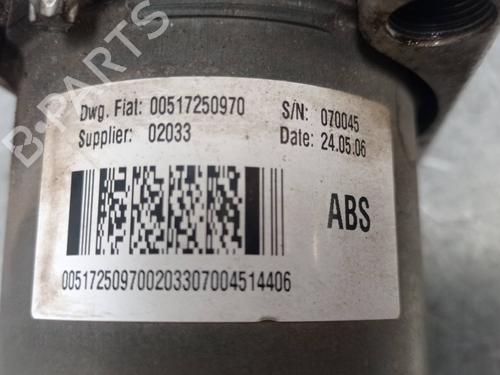 Dwg. Fiat: 00517250970 S/N: 070045
Supplier: 02033 Date: 24.05.06
ABS
005172509700203307004514406
B-PARTS